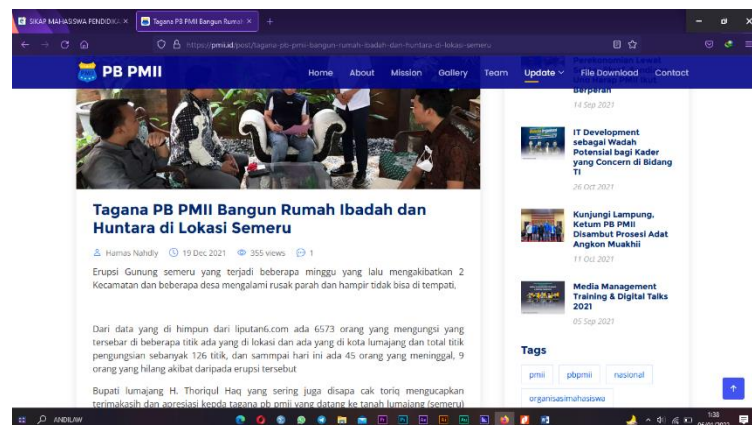 SIKAP MAHASISWA PENDIDIK
Tagana PB PMII Bangun Rumah
https://pmii.id/post/tagana-pb-pmii-bangun-rumah-ibadah-dan-huntara-di-lokasi-semeru
PB PMII
Home About Mission Gallery Team Update File Download Contact
Berperan
14 Sep 2021
IT Development
sebagai Wadah
Potensial bagi Kader
yang Concern di Bidang
TI
26 Oct 2021
Kunjungi Lampung,
Ketum PB PMII
Disambut Prosesi Adat
Angkon Muakhii
11 Oct 2021
Media Management
Training & Digital Talks
2021
05 Sep 2021
Tags
pmii pbpmii nasional
organisasimahasiswa
Tagana PB PMII Bangun Rumah Ibadah dan
Huntara di Lokasi Semeru
Hamas Nahdly 19 Dec 2021 355 views 1
Erupsi Gunung semeru yang terjadi beberapa minggu yang lalu mengakibatkan 2
Kecamatan dan beberapa desa mengalami rusak parah dan hampir tidak bisa di tempati.
Dari data yang di himpun dari liputan6.com ada 6573 orang yang mengungsi yang
tersebar di beberapa titik ada yang di lokasi dan ada yang di kota lumajang dan total titik
pengungsian sebanyak 126 titik, dan sammpai hari ini ada 45 orang yang meninggal, 9
orang yang hilang akibat daripada erupsi tersebut
Bupati lumajang H. Thoriqul Haq yang sering juga disapa cak toriq mengucapkan
terimakasih dan apresiasi kepda tagana pb pmii yang datang ke tanah lumajang (semeru)
ANDILAW
1:38
06/01/2022